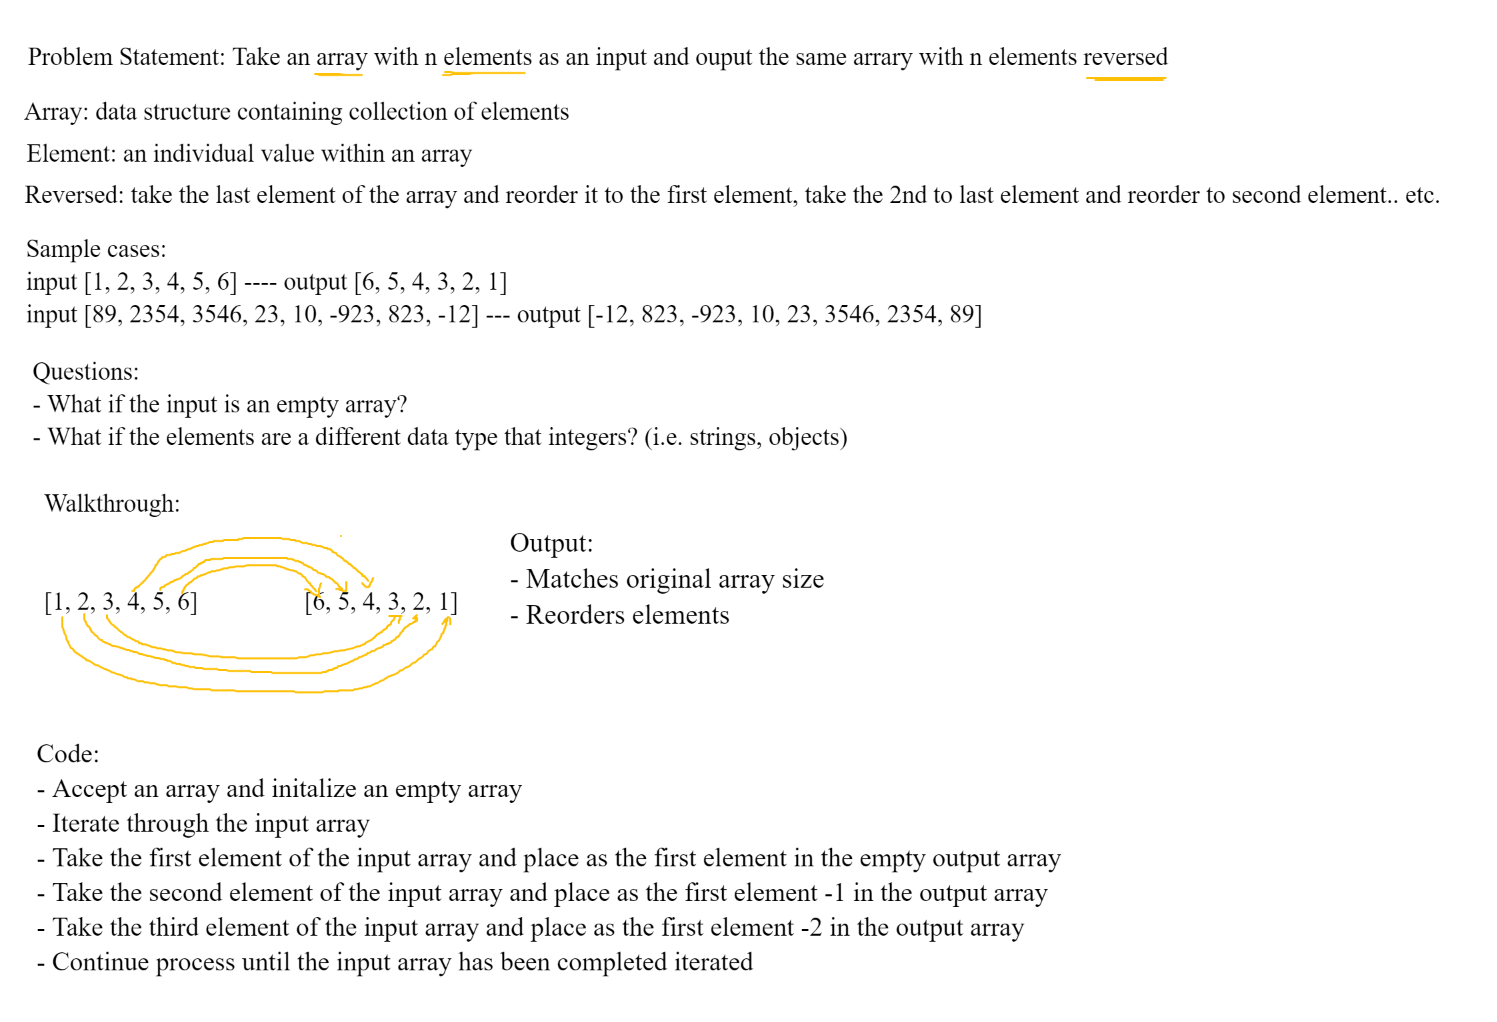 Problem Statement: Take an array with n elements as an input and ouput the same arrary with n elements reversed
Array: data structure containing collection of elements
Element: an individual value within an array
Reversed: take the last element of the array and reorder it to the first element, take the 2nd to last element and reorder to second element.. etc.
Sample cases:
input [1, 2, 3, 4, 5, 6] ---- output [6, 5, 4, 3, 2, 1]
input [89, 2354, 3546, 23, 10, -923, 823, -12] --- output [-12, 823, -923, 10, 23, 3546, 2354, 89]
Questions:
- What if the input is an empty array?
- What if the elements are a different data type that integers? (i.e. strings, objects)
Walkthrough:
[1, 2, 3, 4, 5, 6] [6, 5, 4, 3, 2, 1]
Output:
- Matches original array size
- Reorders elements
Code:
- Accept an array and initalize an empty array
- Iterate through the input array
- Take the first element of the input array and place as the first element in the empty output array
- Take the second element of the input array and place as the first element -1 in the output array
- Take the third element of the input array and place as the first element -2 in the output array
- Continue process until the input array has been completed iterated